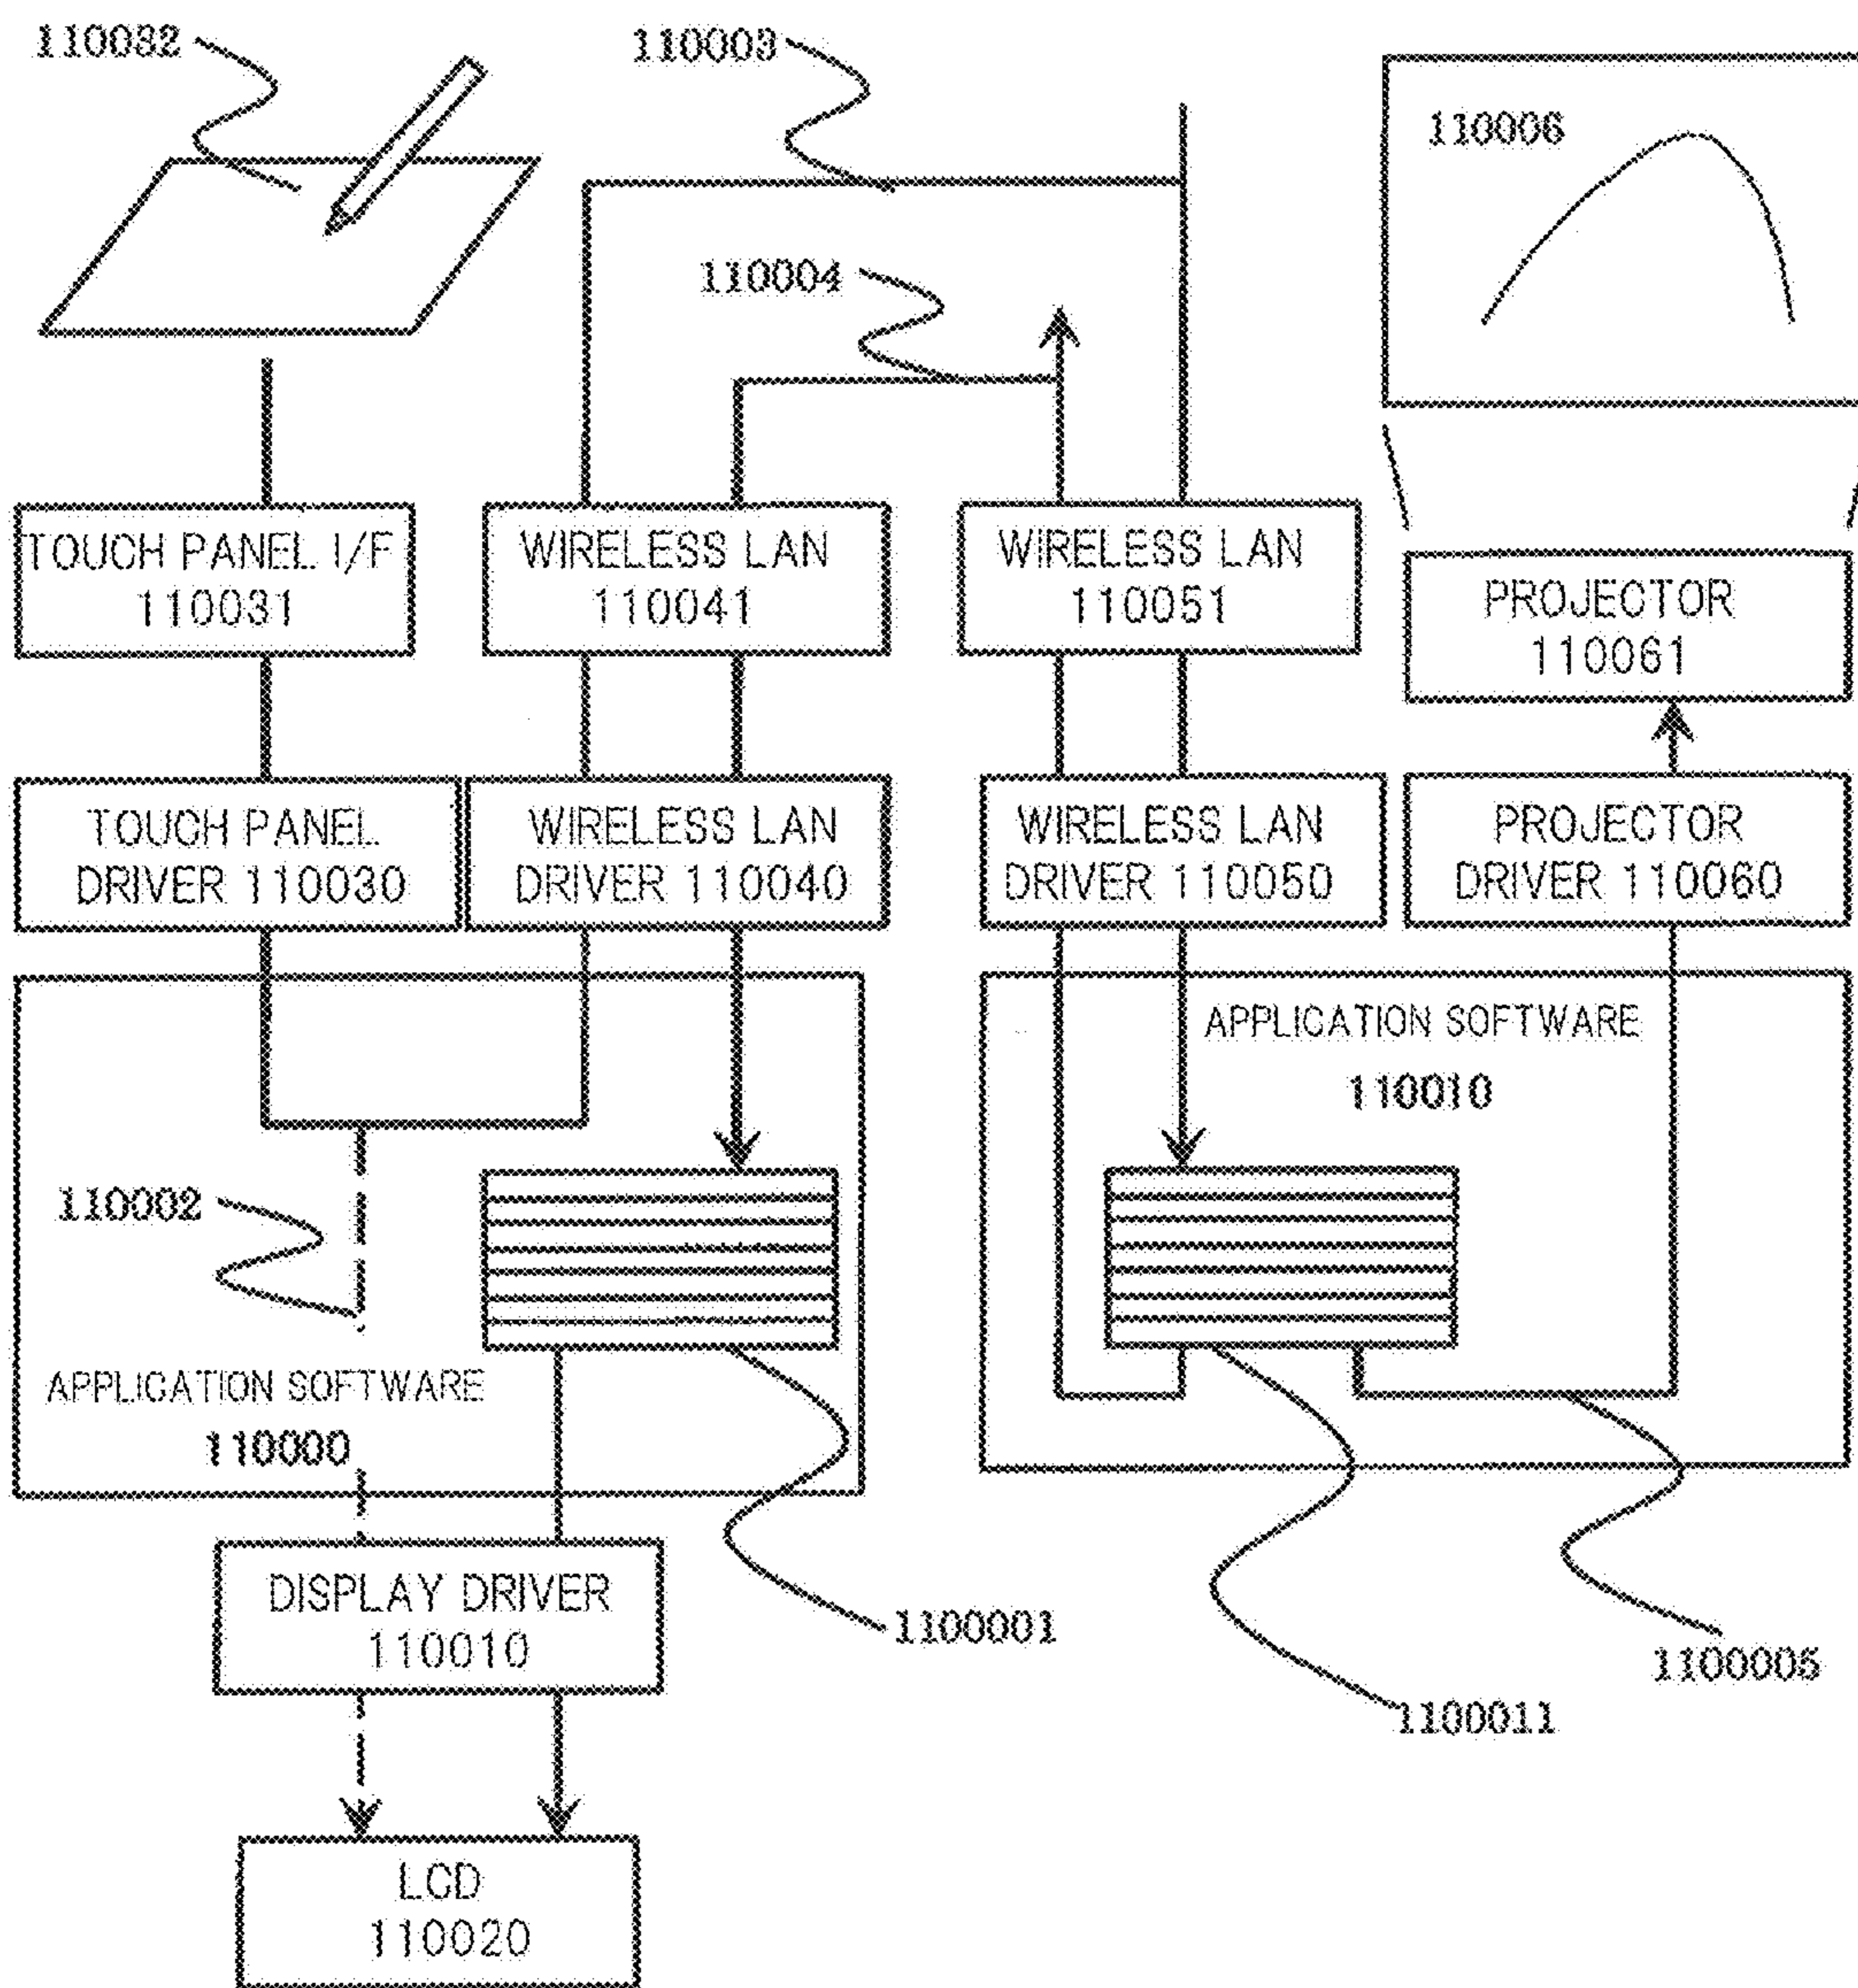 110032
110003
110006
110004
TOUCH PANEL I/F
110031
WIRELESS LAN
110041
WIRELESS LAN
110051
PROJECTOR
110061
TOUCH PANEL
DRIVER 110030
WIRELESS LAN
DRIVER 110040
WIRELESS LAN
DRIVER 110050
PROJECTOR
DRIVER 110060
APPLICATION SOFTWARE
110010
110002
APPLICATION SOFTWARE
110000
DISPLAY DRIVER
110010
1100001
1100005
1100011
LCD
110020